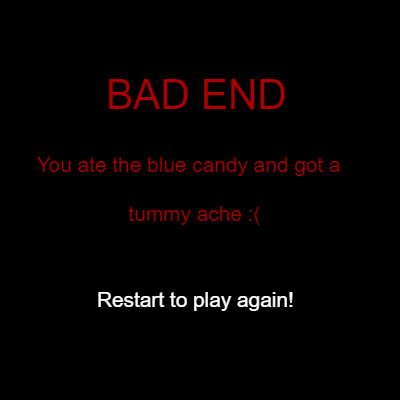 BAD END
You ate the blue candy and got a
tummy ache :(
Restart to play again!